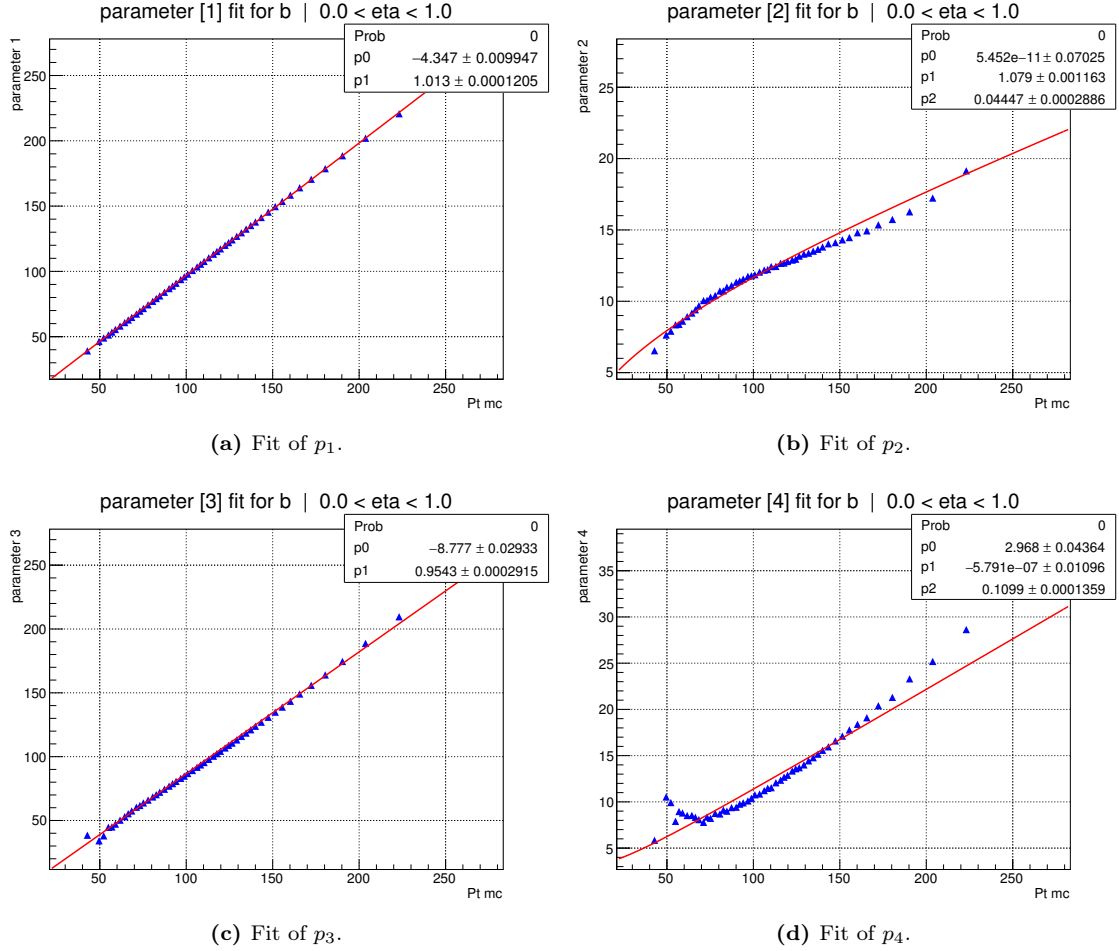 parameter [1] fit for b | 0.0 < eta < 1.0
Prob 0
p0 −4.347 ± 0.009947
p1 1.013 ± 0.0001205
parameter 1
250
200
150
100
50
50 100 150 200 250
Pt mc
(a) Fit of p1.
parameter [2] fit for b | 0.0 < eta < 1.0
Prob 0
p0 5.452e−11 ± 0.07025
p1 1.079 ± 0.001163
p2 0.04447 ± 0.0002886
parameter 2
25
20
15
10
5
50 100 150 200 250
Pt mc
(b) Fit of p2.
parameter [3] fit for b | 0.0 < eta < 1.0
Prob 0
p0 −8.777 ± 0.02933
p1 0.9543 ± 0.0002915
parameter 3
250
200
150
100
50
50 100 150 200 250
Pt mc
(c) Fit of p3.
parameter [4] fit for b | 0.0 < eta < 1.0
Prob 0
p0 2.968 ± 0.04364
p1 −5.791e−07 ± 0.01096
p2 0.1099 ± 0.0001359
parameter 4
35
30
25
20
15
10
5
50 100 150 200 250
Pt mc
(d) Fit of p4.